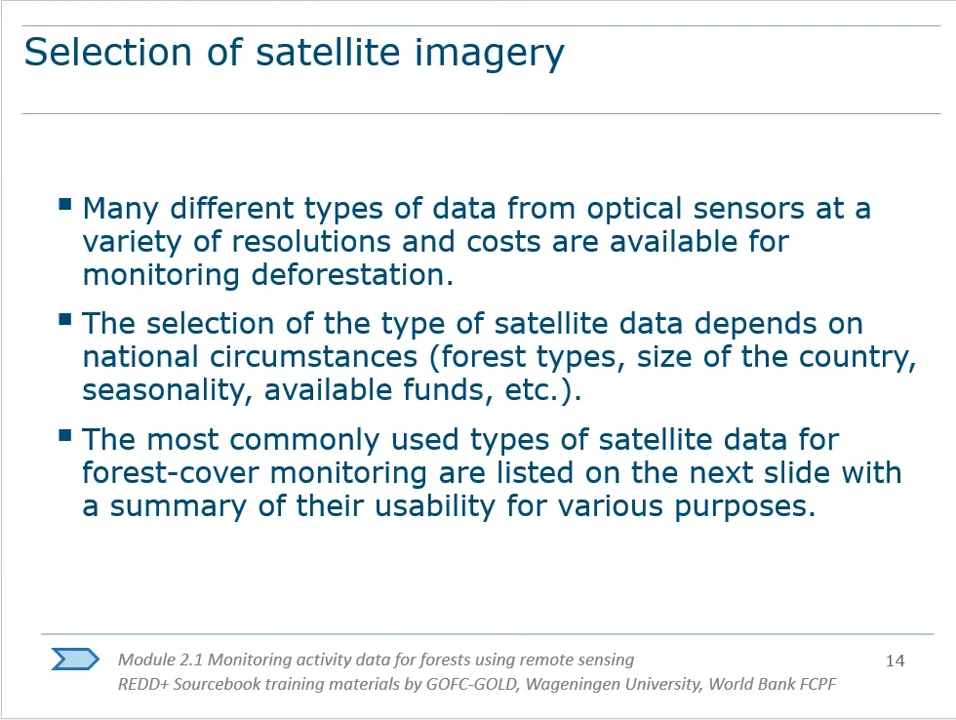 Selection of satellite imagery
▪ Many different types of data from optical sensors at a
variety of resolutions and costs are available for
monitoring deforestation.
▪ The selection of the type of satellite data depends on
national circumstances (forest types, size of the country,
seasonality, available funds, etc.).
▪ The most commonly used types of satellite data for
forest-cover monitoring are listed on the next slide with
a summary of their usability for various purposes.
Module 2.1 Monitoring activity data for forests using remote sensing
REDD+ Sourcebook training materials by GOFC-GOLD, Wageningen University, World Bank FCPF
14